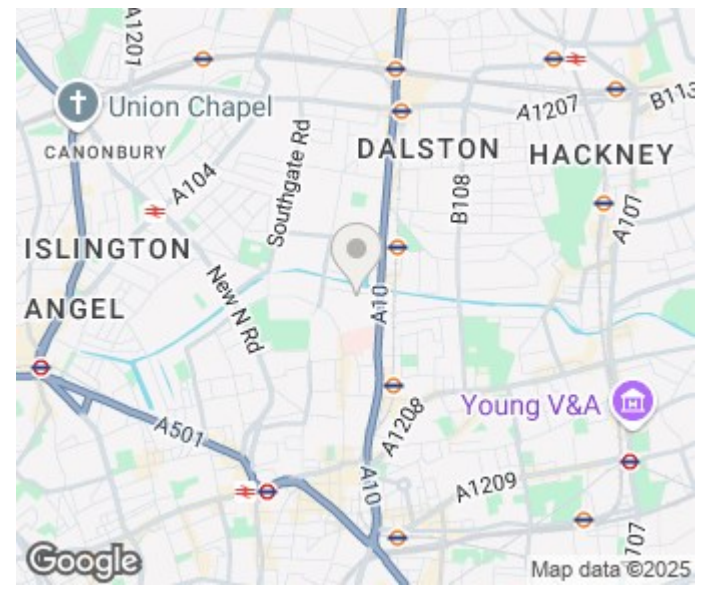 A1201
Union Chapel
A1207
B113
CANONBURY
A104
Southgate Rd
DALSTON
HACKNEY
B108
A107
ISLINGTON
New N Rd
ANGEL
A10
Young V&A
A1208
A501
A10
A1209
107
Google
Map data ©2025